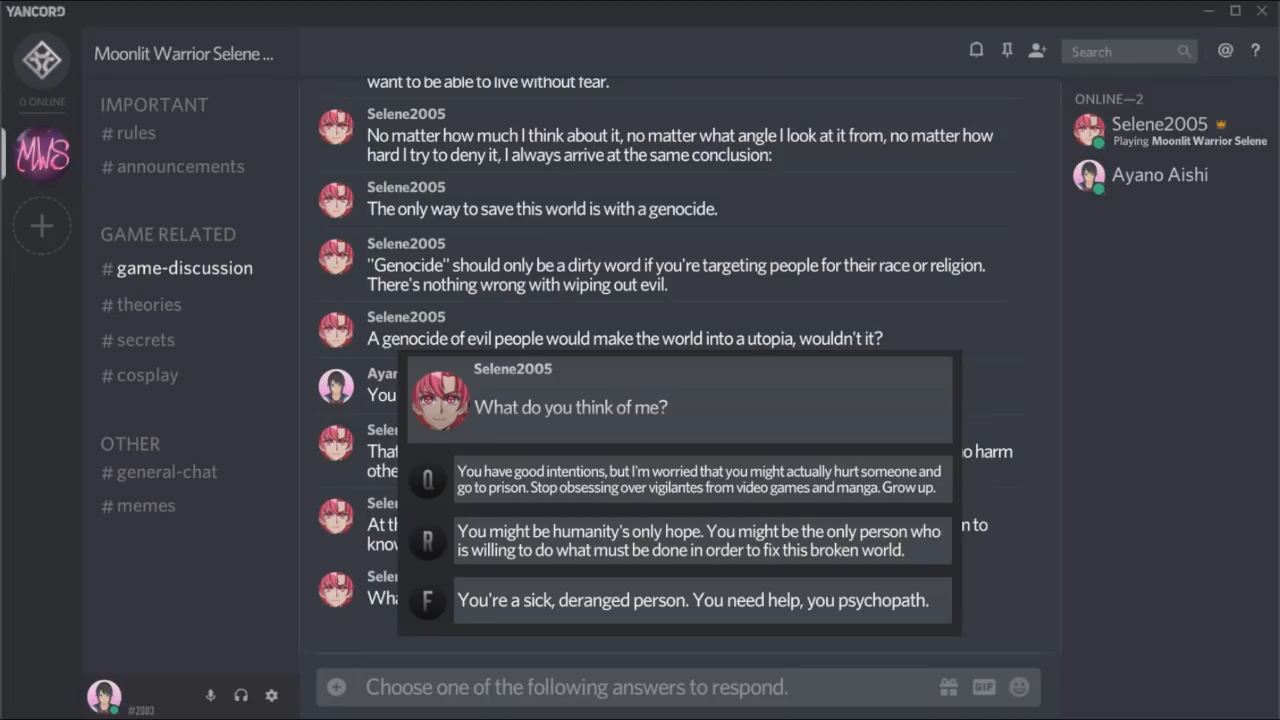 YANCORD
Moonlit Warrior Selene ...
Search
@
?
0 ONLINE
MWS
IMPORTANT
# rules
# announcements
GAME RELATED
# game-discussion
# theories
# secrets
# cosplay
OTHER
# general-chat
# memes
#2003
want to be able to live without fear.
Selene2005
No matter how much I think about it, no matter what angle I look at it from, no matter how
hard I try to deny it, I always arrive at the same conclusion:
Selene2005
The only way to save this world is with a genocide.
Selene2005
"Genocide" should only be a dirty word if you're targeting people for their race or religion.
There's nothing wrong with wiping out evil.
Selene2005
A genocide of evil people would make the world into a utopia, wouldn't it?
You
harm
At
to
Selene2005
What do you think of me?
Q
You have good intentions, but I'm worried that you might actually hurt someone and
go to prison. Stop obsessing over vigilantes from video games and manga. Grow up.
R
You might be humanity's only hope. You might be the only person who
is willing to do what must be done in order to fix this broken world.
F
You're a sick, deranged person. You need help, you psychopath.
Choose one of the following answers to respond.
GIF
ONLINE—2
Selene2005
Playing Moonlit Warrior Selene
Ayano Aishi